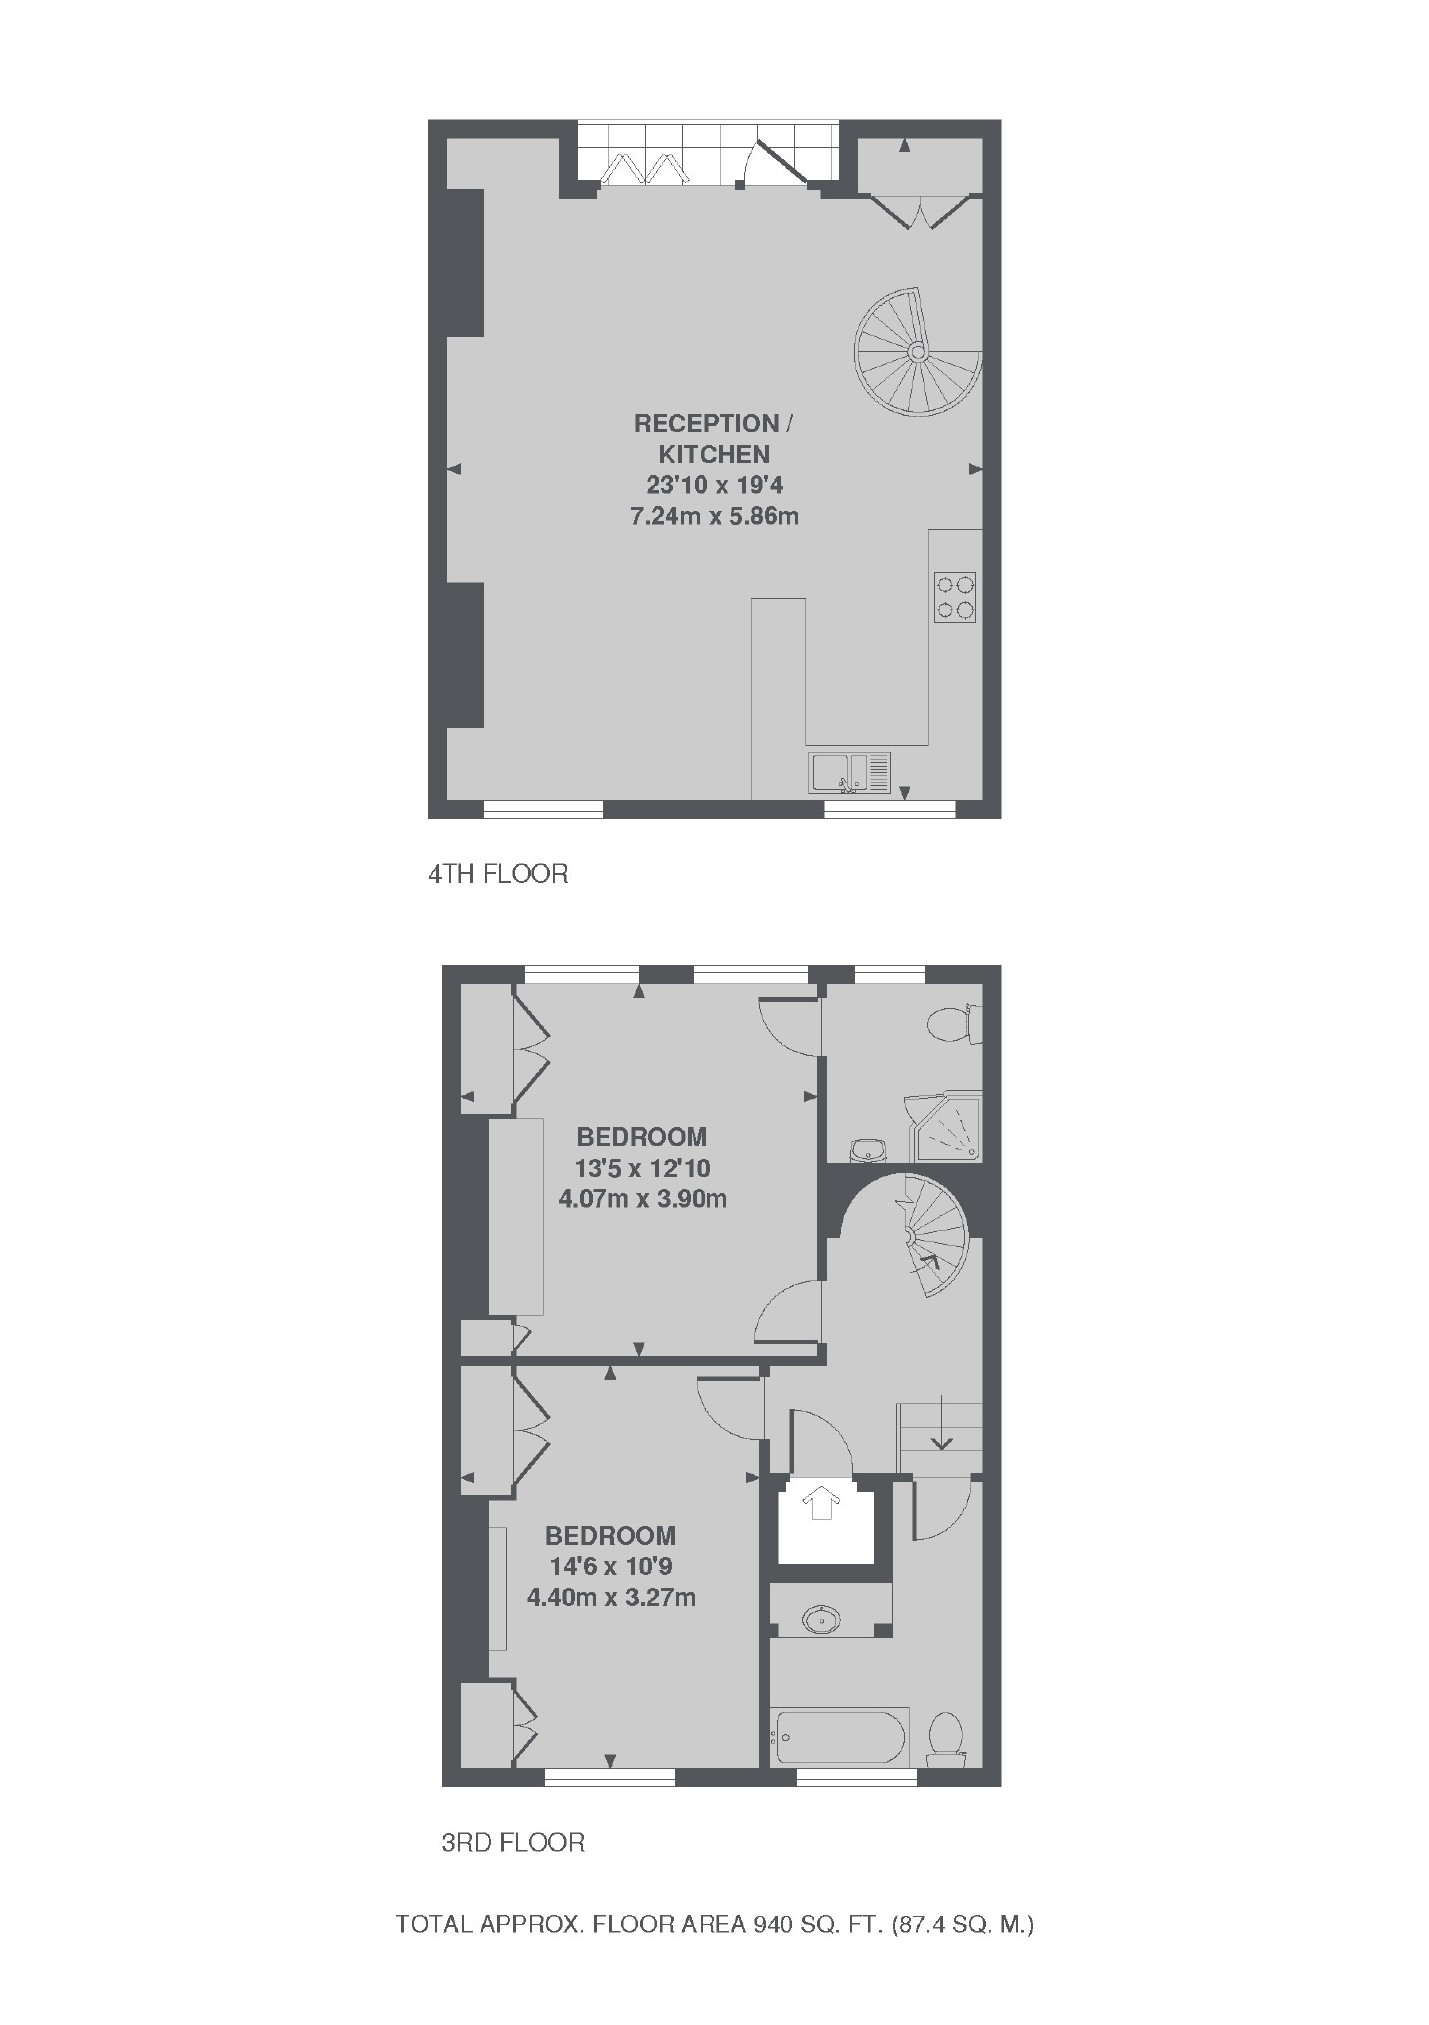 RECEPTION /
KITCHEN
23'10 x 19'4
7.24m x 5.86m
4TH FLOOR
BEDROOM
13'5 x 12'10
4.07m x 3.90m
BEDROOM
14'6 x 10'9
4.40m x 3.27m
3RD FLOOR
TOTAL APPROX. FLOOR AREA 940 SQ. FT. (87.4 SQ. M.)